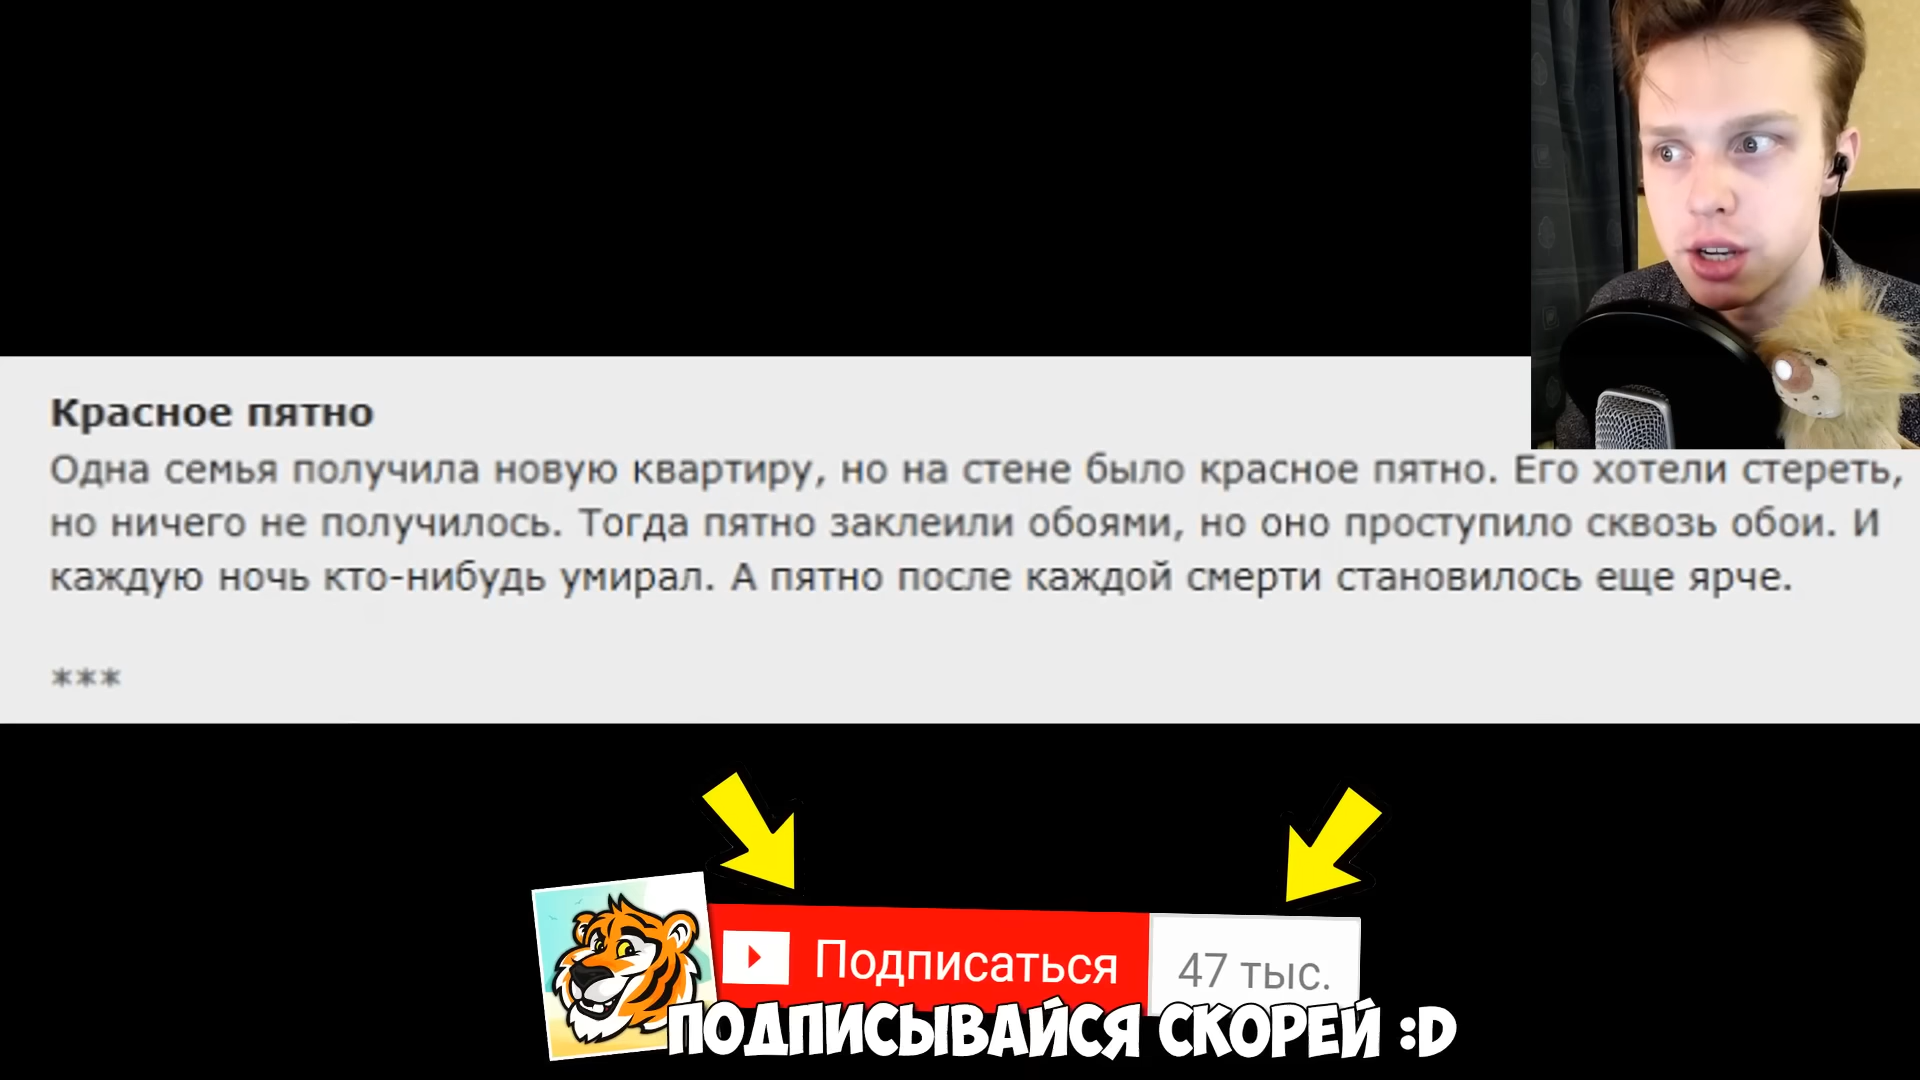 Красное пятно
Одна семья получила новую квартиру, но на стене было красное пятно. Его хотели стереть,
но ничего не получилось. Тогда пятно заклеили обоями, но оно проступило сквозь обои. И
каждую ночь кто-нибудь умирал. А пятно после каждой смерти становилось еще ярче.
***
Подписаться
47 тыс.
ПОДПИСЫВАЙСЯ СКОРЕЙ :D